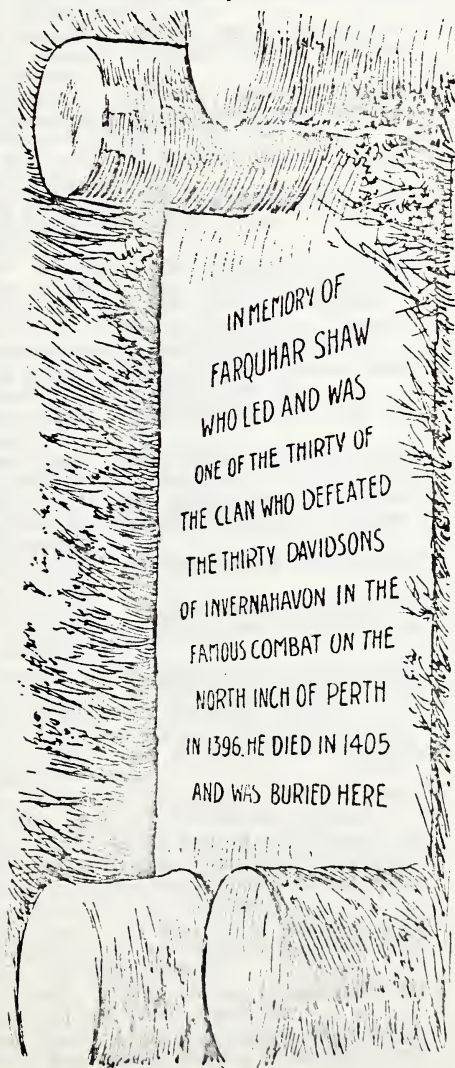 IN MEMORY OF
FARQUHAR SHAW
WHO LED AND WAS
ONE OF THE THIRTY OF
THE CLAN WHO DEFEATED
THE THIRTY DAVIDSONS
OF INVERNAHAVON IN THE
FAMOUS COMBAT ON THE
NORTH INCH OF PERTH
IN 1396. HE DIED IN 1405
AND WAS BURIED HERE